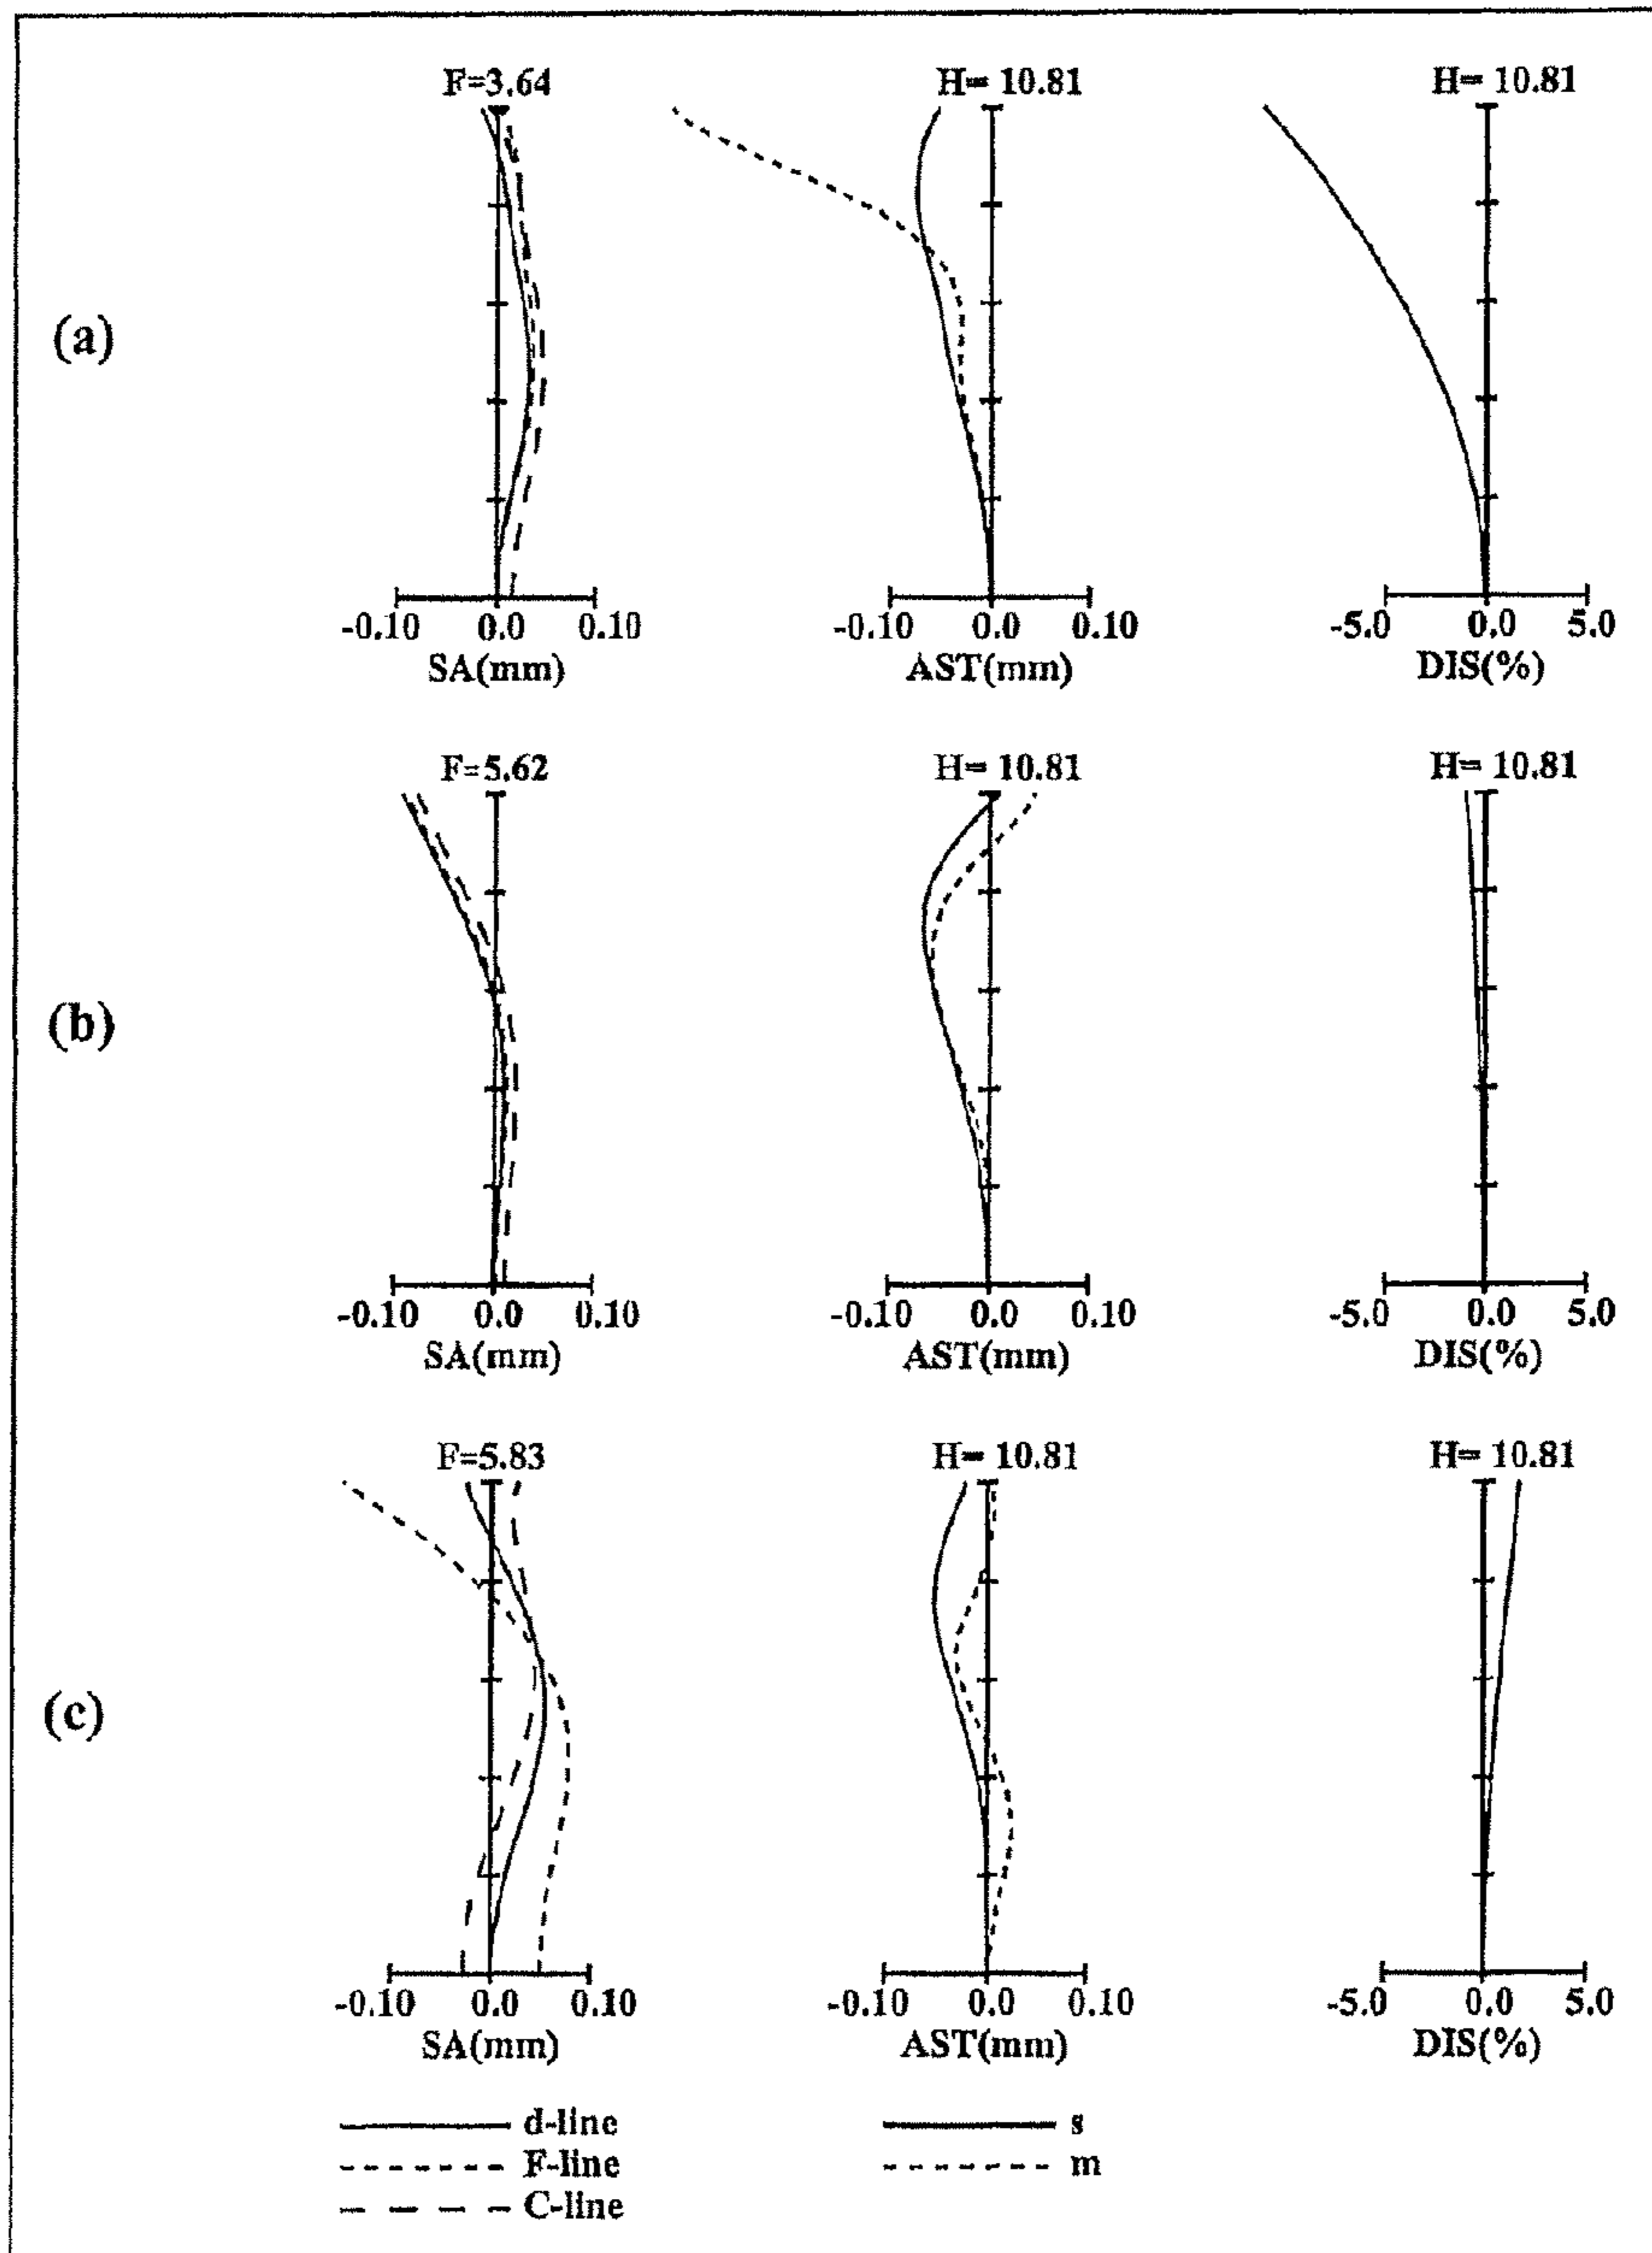 F=3.64 H= 10.81 H= 10.81
(a)
-0.10 0.0 0.10 -0.10 0.0 0.10 -5.0 0.0 5.0
SA(mm) AST(mm) DIS(%)
F=5.62 H= 10.81 H= 10.81
(b)
-0.10 0.0 0.10 -0.10 0.0 0.10 -5.0 0.0 5.0
SA(mm) AST(mm) DIS(%)
F=5.83 H= 10.81 H= 10.81
(c)
-0.10 0.0 0.10 -0.10 0.0 0.10 -5.0 0.0 5.0
SA(mm) AST(mm) DIS(%)
d-line s
F-line m
C-line